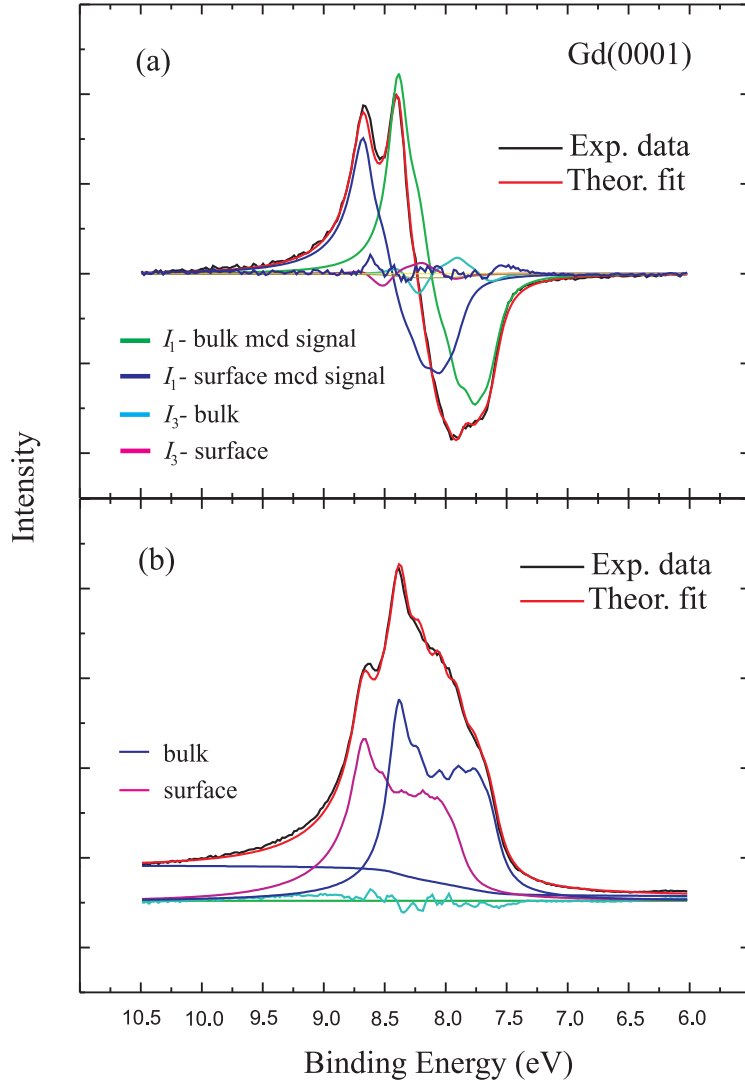 (a)
Gd(0001)
Exp. data
Theor. fit
I₁- bulk mcd signal
I₁- surface mcd signal
I₃- bulk
I₃- surface
Intensity
(b)
Exp. data
Theor. fit
bulk
surface
10.5 10.0 9.5 9.0 8.5 8.0 7.5 7.0 6.5 6.0
Binding Energy (eV)